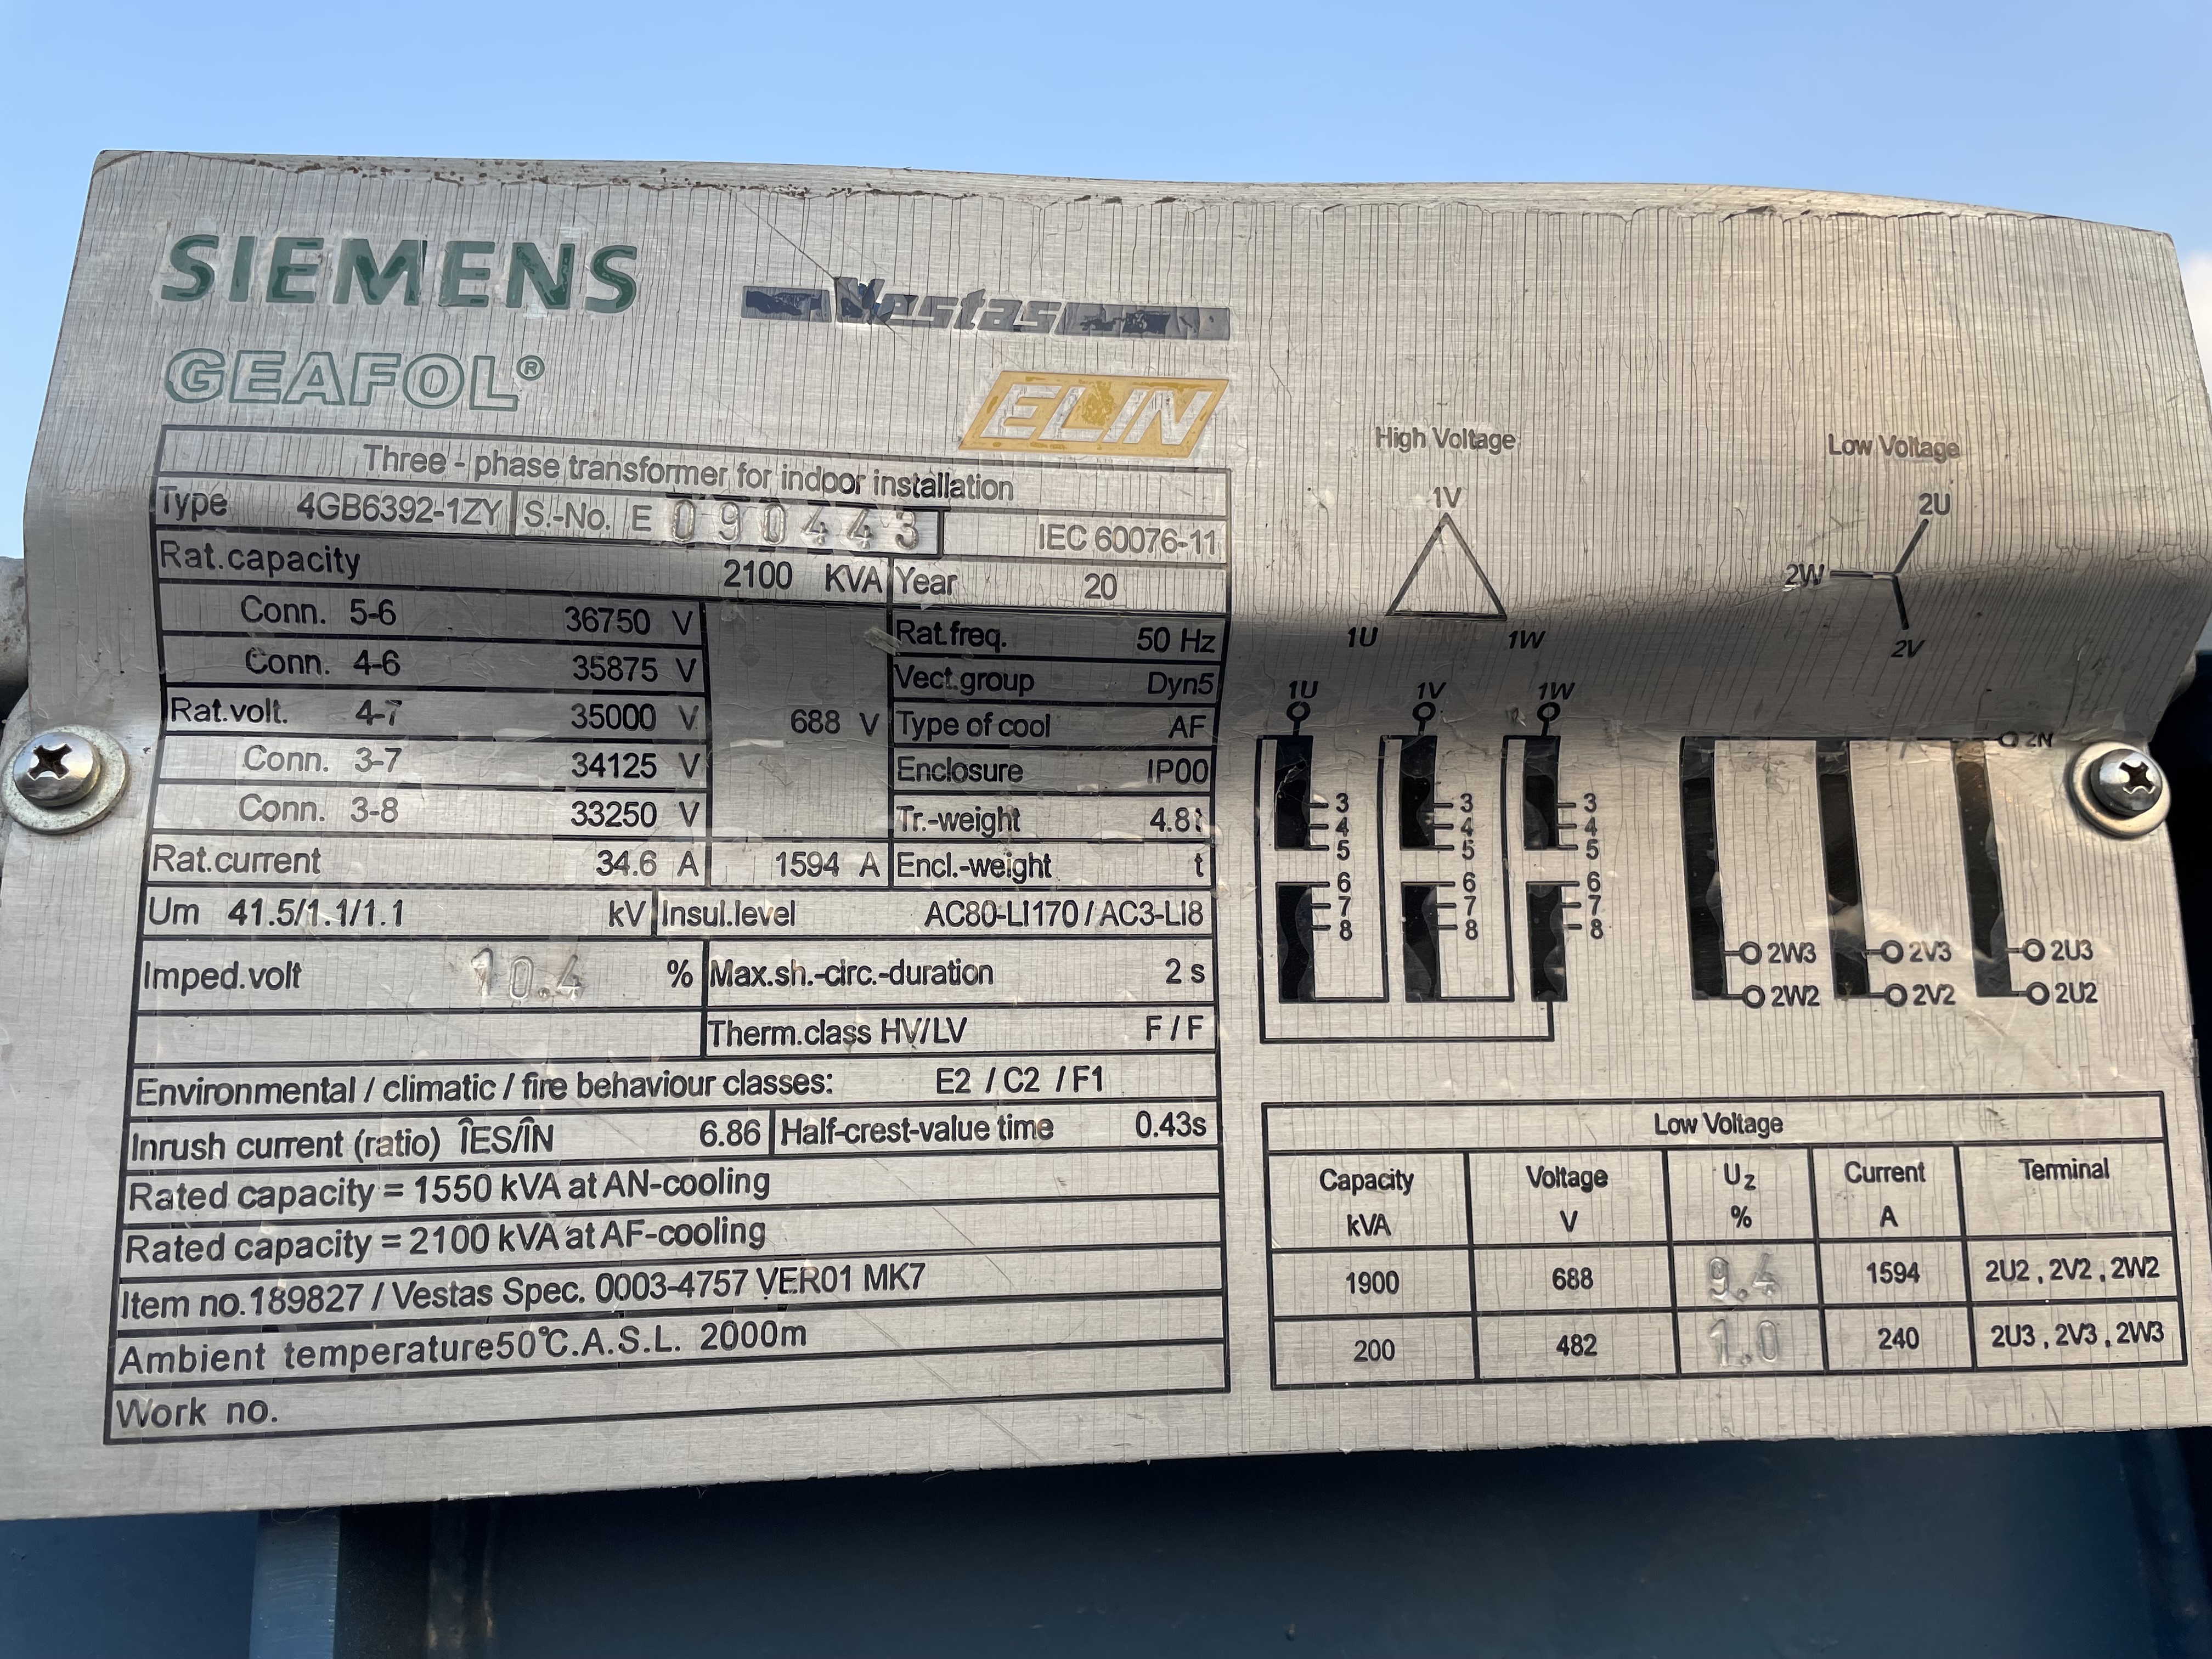 SIEMENS
Vestas
GEAFOL®
ELIN
Three - phase transformer for indoor installation
Type 4GB6392-1ZY S.-No. E 090443 IEC 60076-11
Rat.capacity 2100 KVA Year 20
Conn. 5-6 36750 V
Conn. 4-6 35875 V
Rat.volt. 4-7 35000 V
Conn. 3-7 34125 V
Conn. 3-8 33250 V
688 V
Rat.freq. 50 Hz
Vect.group Dyn5
Type of cool AF
Enclosure IP00
Tr.-weight 4.8t
Rat.current 34.6 A 1594 A Encl.-weight t
Um 41.5/1.1/1.1 kV Insul.level AC80-LI170 / AC3-LI8
Imped.volt 10.4 % Max.sh.-circ.-duration 2 s
Therm.class HV/LV F / F
Environmental / climatic / fire behaviour classes: E2 / C2 / F1
Inrush current (ratio) ÎES/ÎN 6.86 Half-crest-value time 0.43s
Rated capacity = 1550 kVA at AN-cooling
Rated capacity = 2100 kVA at AF-cooling
Item no.189827 / Vestas Spec. 0003-4757 VER01 MK7
Ambient temperature50°C.A.S.L. 2000m
Work no.
High Voltage
1V
1U 1W
Low Voltage
2U
2W
2V
1U 1V 1W
3 3 3
4 4 4
5 5 5
6 6 6
7 7 7
8 8 8
2N
2W3 2V3 2U3
2W2 2V2 2U2
Low Voltage
Capacity Voltage Uz Current Terminal
kVA V % A
1900 688 9.4 1594 2U2 , 2V2 , 2W2
200 482 1.0 240 2U3 , 2V3 , 2W3